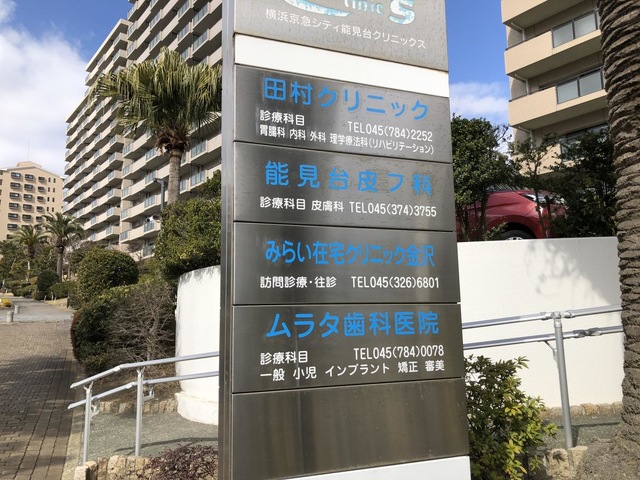 横浜京急シティ能見台クリニックス
田村クリニック
診療科目 TEL045(784)2252
胃腸科 内科 外科 理学療法科(リハビリテーション)
能見台皮フ科
診療科目 皮膚科 TEL045(374)3755
みらい在宅クリニック金沢
訪問診療・往診 TEL045(326)6801
ムラタ歯科医院
診療科目 TEL045(784)0078
一般 小児 インプラント 矯正 審美